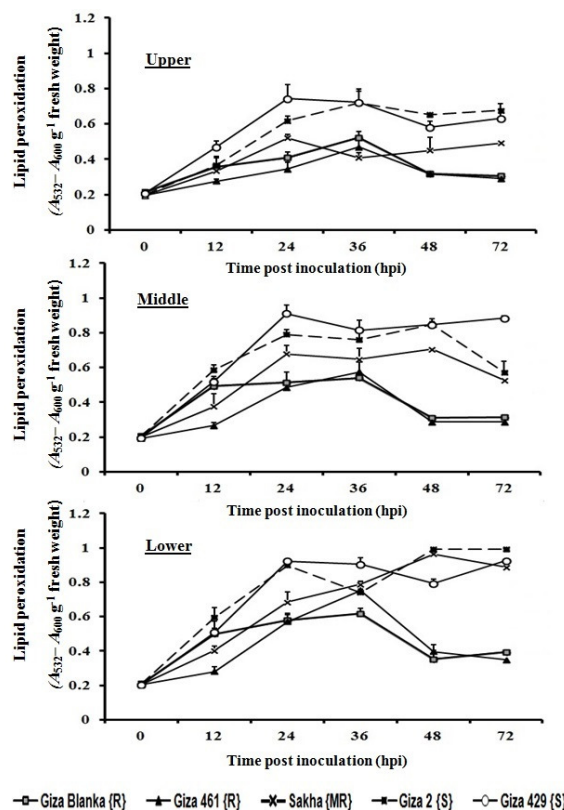 Lipid peroxidation
(A532– A600 g-1 fresh weight)
Upper
1.2
1
0.8
0.6
0.4
0.2
0
0 12 24 36 48 72
Time post inoculation (hpi)
Lipid peroxidation
(A532– A600 g-1 fresh weight)
Middle
1.2
1
0.8
0.6
0.4
0.2
0
0 12 24 36 48 72
Time post inoculation (hpi)
Lipid peroxidation
(A532– A600 g-1 fresh weight)
Lower
1.2
1
0.8
0.6
0.4
0.2
0
0 12 24 36 48 72
Time post inoculation (hpi)
Giza Blanka {R} Giza 461 {R} Sakha {MR} Giza 2 {S} Giza 429 {S}